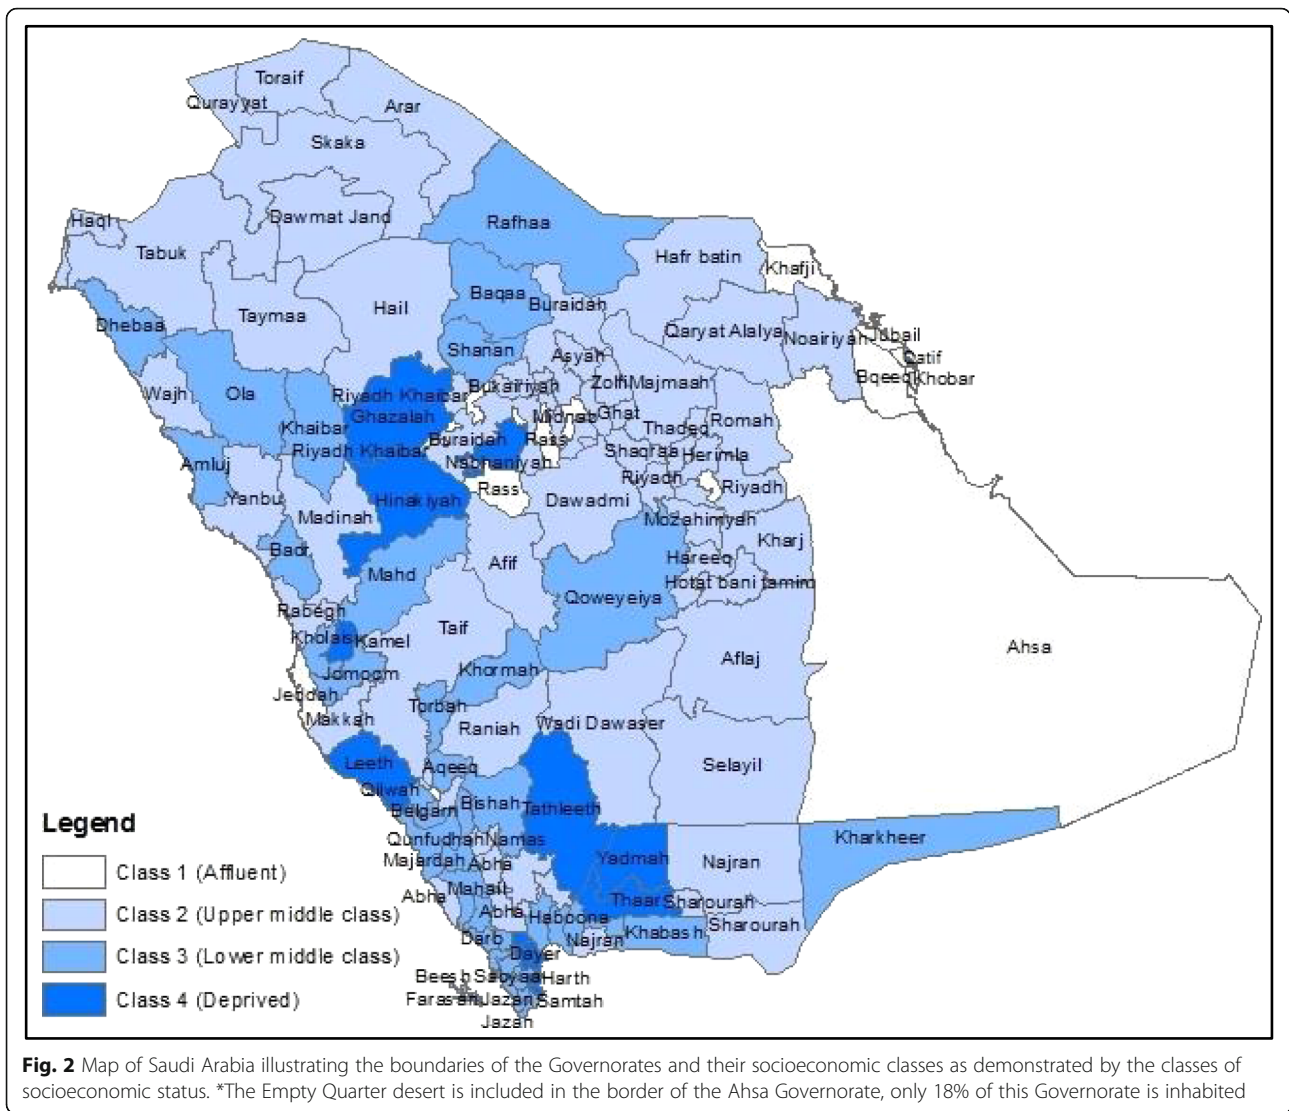 Toraif
Qurayyat
Arar
Skaka
Haql
Dawmat Jand
Rafhaa
Tabuk
Hafr batin
Khafji
Baqaa
Buraidah
Hail
Taymaa
Dhebaa
Qaryat Alalya
Noairiyah
Jubail
Shanan
Asyah
Qatif
Bqeeq
Khobar
Wajh
Ola
Riyadh Khaibar
Bukairiyah
Zolfi
Majmaah
Ghazalah
Midnab
Ghat
Romah
Khaibar
Thadeq
Buraidah
Rass
Riyadh Khaibar
Shaqraa
Herimla
Amluj
Nabhaniyah
Riyadh
Riyadh
Yanbu
Hinakiyah
Rass
Dawadmi
Madinah
Mozahimiyah
Kharj
Badr
Afif
Hareeq
Mahd
Hotat bani tamim
Qoweyeiya
Rabegh
Taif
Kholais
Kamel
Ahsa
Aflaj
Khormah
Jomoom
Jeddah
Torbah
Makkah
Raniah
Wadi Dawaser
Leeth
Aqeeq
Selayil
Qilwah
Bishah
Tathleeth
Belgarn
Qunfudhah
Namas
Kharkheer
Majardah
Abha
Yadmah
Najran
Mahail
Abha
Thaar
Sharourah
Abha
Haboona
Sharourah
Darb
Najran
Khabash
Dayer
Beesh
Sabyaa
Harth
Farasan
Jazan
Samtah
Jazan
Legend
Class 1 (Affluent)
Class 2 (Upper middle class)
Class 3 (Lower middle class)
Class 4 (Deprived)
Fig. 2 Map of Saudi Arabia illustrating the boundaries of the Governorates and their socioeconomic classes as demonstrated by the classes of
socioeconomic status. *The Empty Quarter desert is included in the border of the Ahsa Governorate, only 18% of this Governorate is inhabited